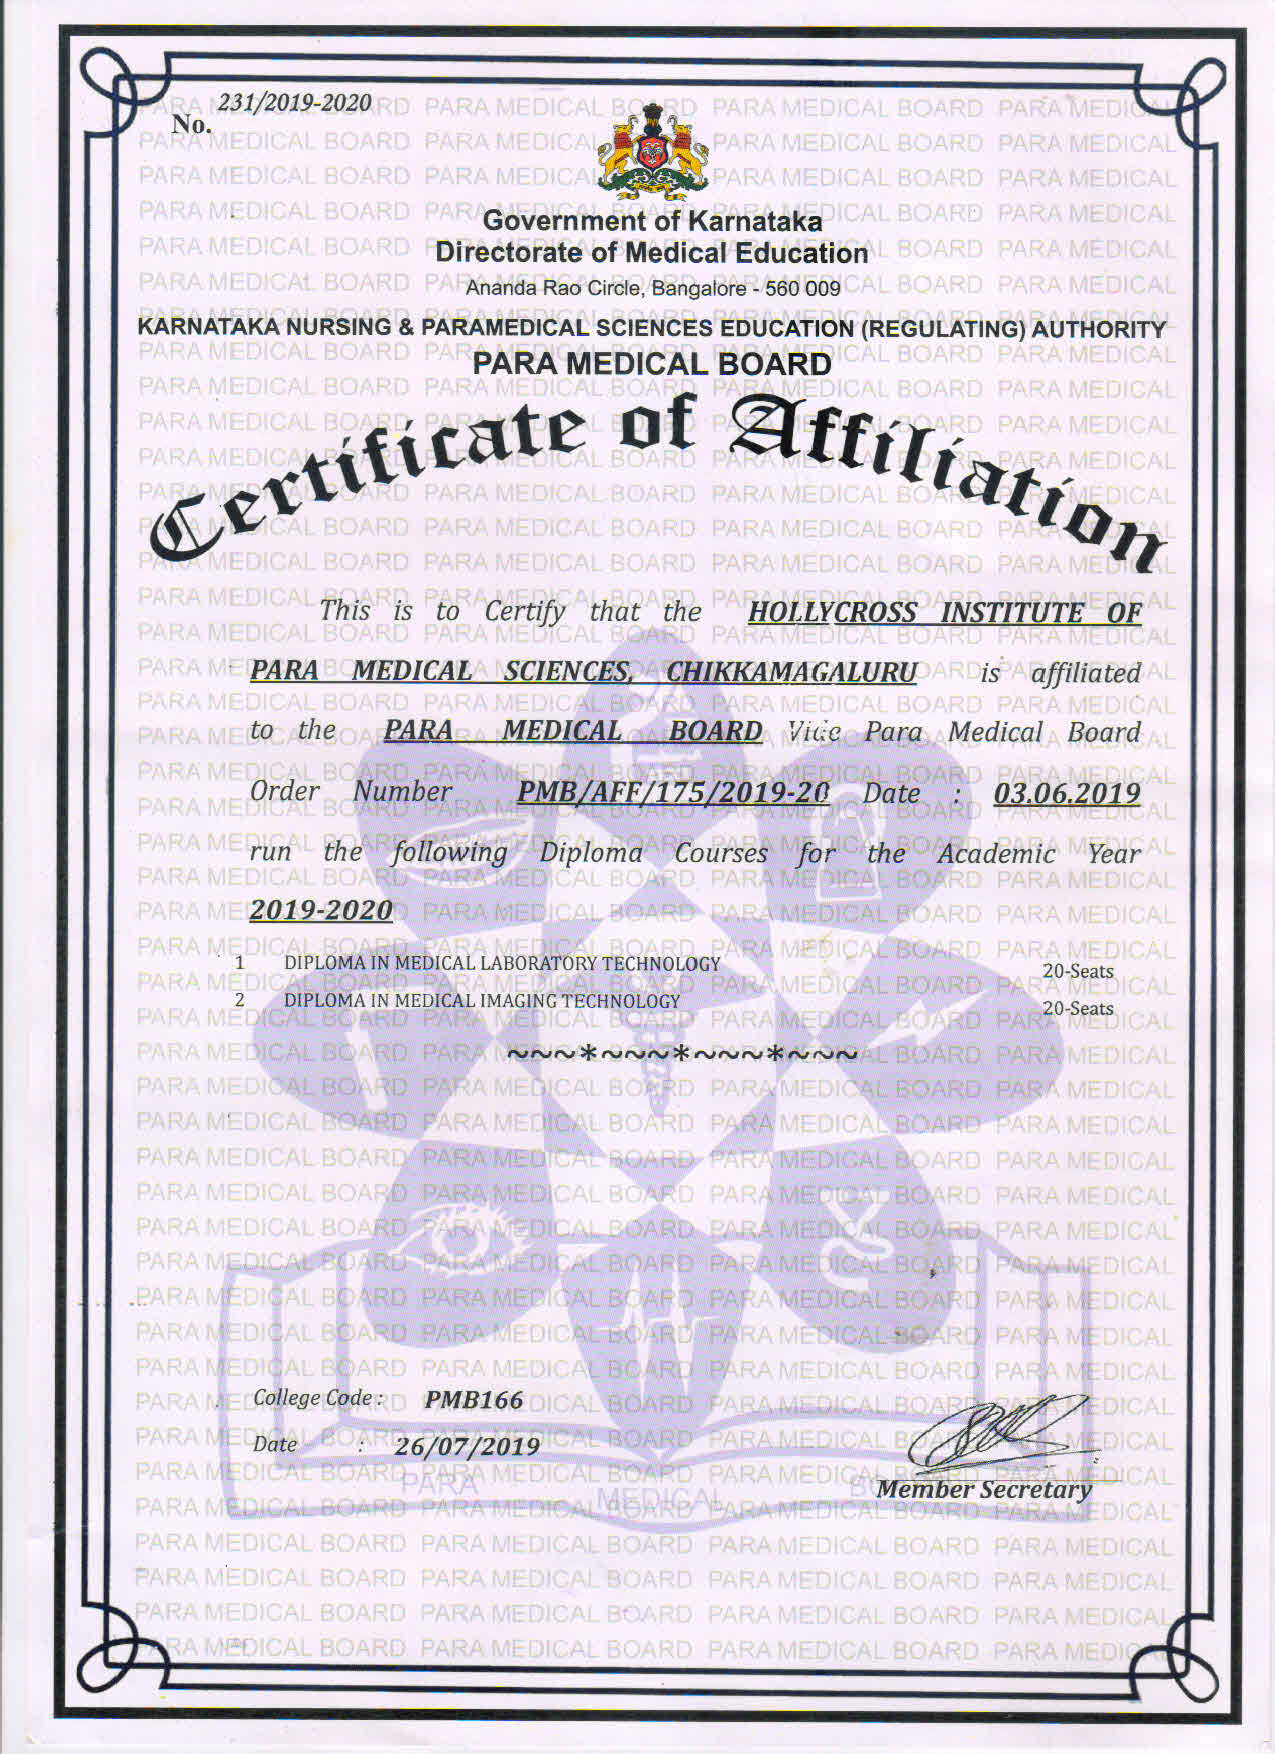 231/2019-2020
No.
Government of Karnataka
Directorate of Medical Education
Ananda Rao Circle, Bangalore - 560 009
KARNATAKA NURSING & PARAMEDICAL SCIENCES EDUCATION (REGULATING) AUTHORITY
PARA MEDICAL BOARD
Certificate of Affiliation
This is to Certify that the HOLLYCROSS INSTITUTE OF
PARA MEDICAL SCIENCES, CHIKKAMAGALURU is affiliated
to the PARA MEDICAL BOARD Vide Para Medical Board
Order Number PMB/AFF/175/2019-20 Date : 03.06.2019
run the following Diploma Courses for the Academic Year
2019-2020
1 DIPLOMA IN MEDICAL LABORATORY TECHNOLOGY 20-Seats
2 DIPLOMA IN MEDICAL IMAGING TECHNOLOGY 20-Seats
~~~*~~~*~~~*~~~
College Code : PMB166
Date : 26/07/2019
Member Secretary
PARA MEDICAL